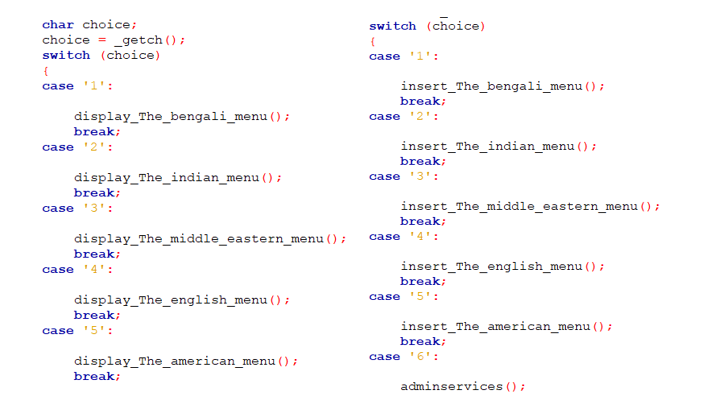 char choice;
choice = _getch();
switch (choice)
{
case '1':
display_The_bengali_menu();
break;
case '2':
display_The_indian_menu();
break;
case '3':
display_The_middle_eastern_menu();
break;
case '4':
display_The_english_menu();
break;
case '5':
display_The_american_menu();
break;
switch (choice)
{
case '1':
insert_The_bengali_menu();
break;
case '2':
insert_The_indian_menu();
break;
case '3':
insert_The_middle_eastern_menu();
break;
case '4':
insert_The_english_menu();
break;
case '5':
insert_The_american_menu();
break;
case '6':
adminservices();